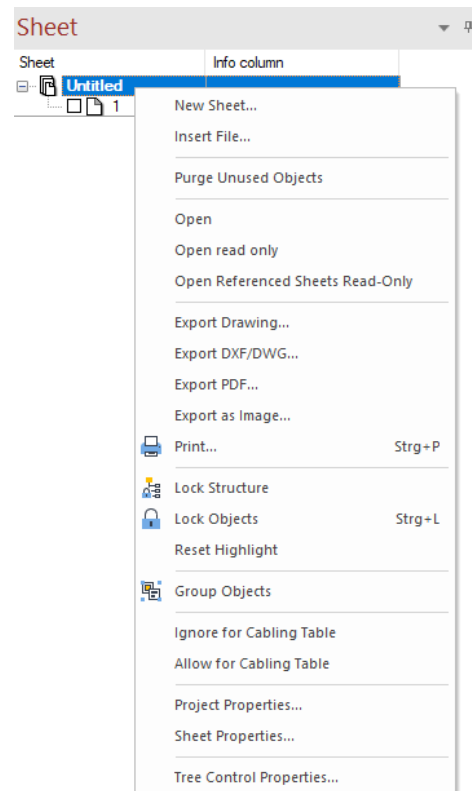 Sheet
Sheet Info column
Untitled
1
New Sheet...
Insert File...
Purge Unused Objects
Open
Open read only
Open Referenced Sheets Read-Only
Export Drawing...
Export DXF/DWG...
Export PDF...
Export as Image...
Print... Strg+P
Lock Structure
Lock Objects Strg+L
Reset Highlight
Group Objects
Ignore for Cabling Table
Allow for Cabling Table
Project Properties...
Sheet Properties...
Tree Control Properties...